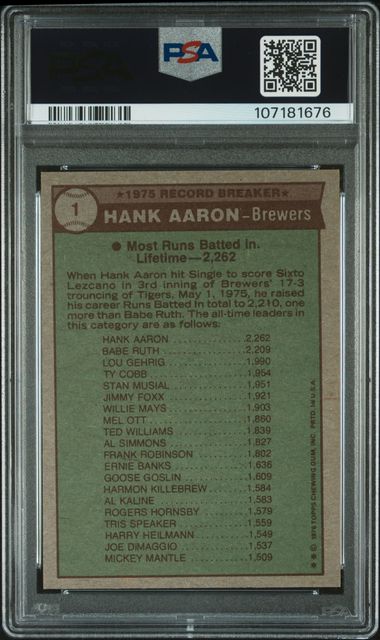 PSA
PSA
107181676
1
★1975 RECORD BREAKER★
HANK AARON–Brewers
● Most Runs Batted In,
Lifetime—2,262
When Hank Aaron hit Single to score Sixto
Lezcano in 3rd inning of Brewers' 17-3
trouncing of Tigers, May 1, 1975, he raised
his career Runs Batted In total to 2,210, one
more than Babe Ruth. The all-time leaders in
this category are as follows:
HANK AARON 2,262
BABE RUTH 2,209
LOU GEHRIG 1,990
TY COBB 1,954
STAN MUSIAL 1,951
JIMMY FOXX 1,921
WILLIE MAYS 1,903
MEL OTT 1,860
TED WILLIAMS 1,839
AL SIMMONS 1,827
FRANK ROBINSON 1,802
ERNIE BANKS 1,636
GOOSE GOSLIN 1,609
HARMON KILLEBREW 1,584
AL KALINE 1,583
ROGERS HORNSBY 1,579
TRIS SPEAKER 1,559
HARRY HEILMANN 1,549
JOE DIMAGGIO 1,537
MICKEY MANTLE 1,509
★★ © 1976 TOPPS CHEWING GUM, INC. PRTD. IN U.S.A.